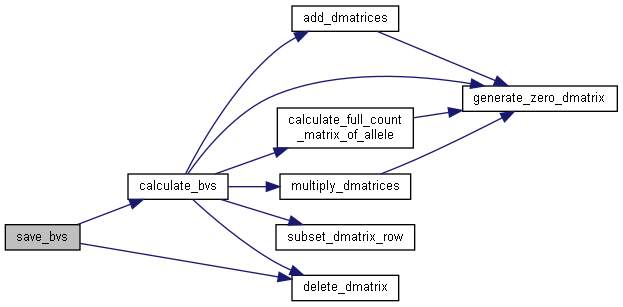 add_dmatrices
generate_zero_dmatrix
calculate_full_count
_matrix_of_allele
calculate_bvs
multiply_dmatrices
save_bvs
subset_dmatrix_row
delete_dmatrix